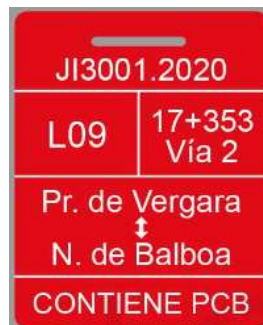 JI3001.2020
L09
17+353
Vía 2
Pr. de Vergara
↕
N. de Balboa
CONTIENE PCB